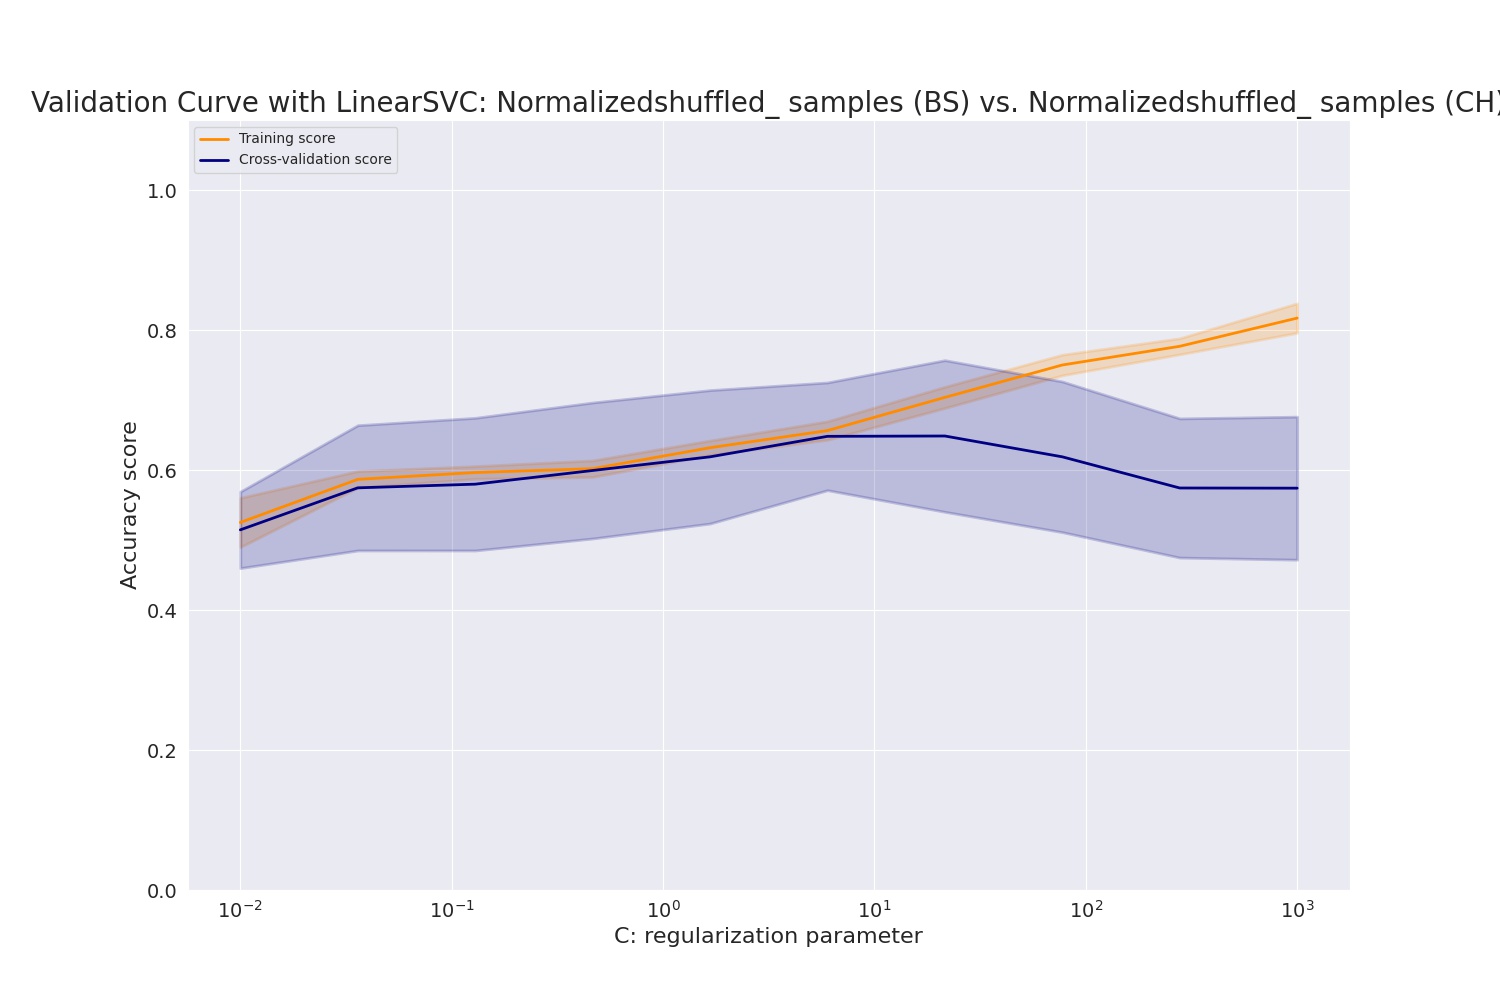 Validation Curve with LinearSVC: Normalizedshuffled_ samples (BS) vs. Normalizedshuffled_ samples (CH)
Training score
Cross-validation score
1.0
0.8
0.6
0.4
0.2
0.0
Accuracy score
10⁻² 10⁻¹ 10⁰ 10¹ 10² 10³
C: regularization parameter